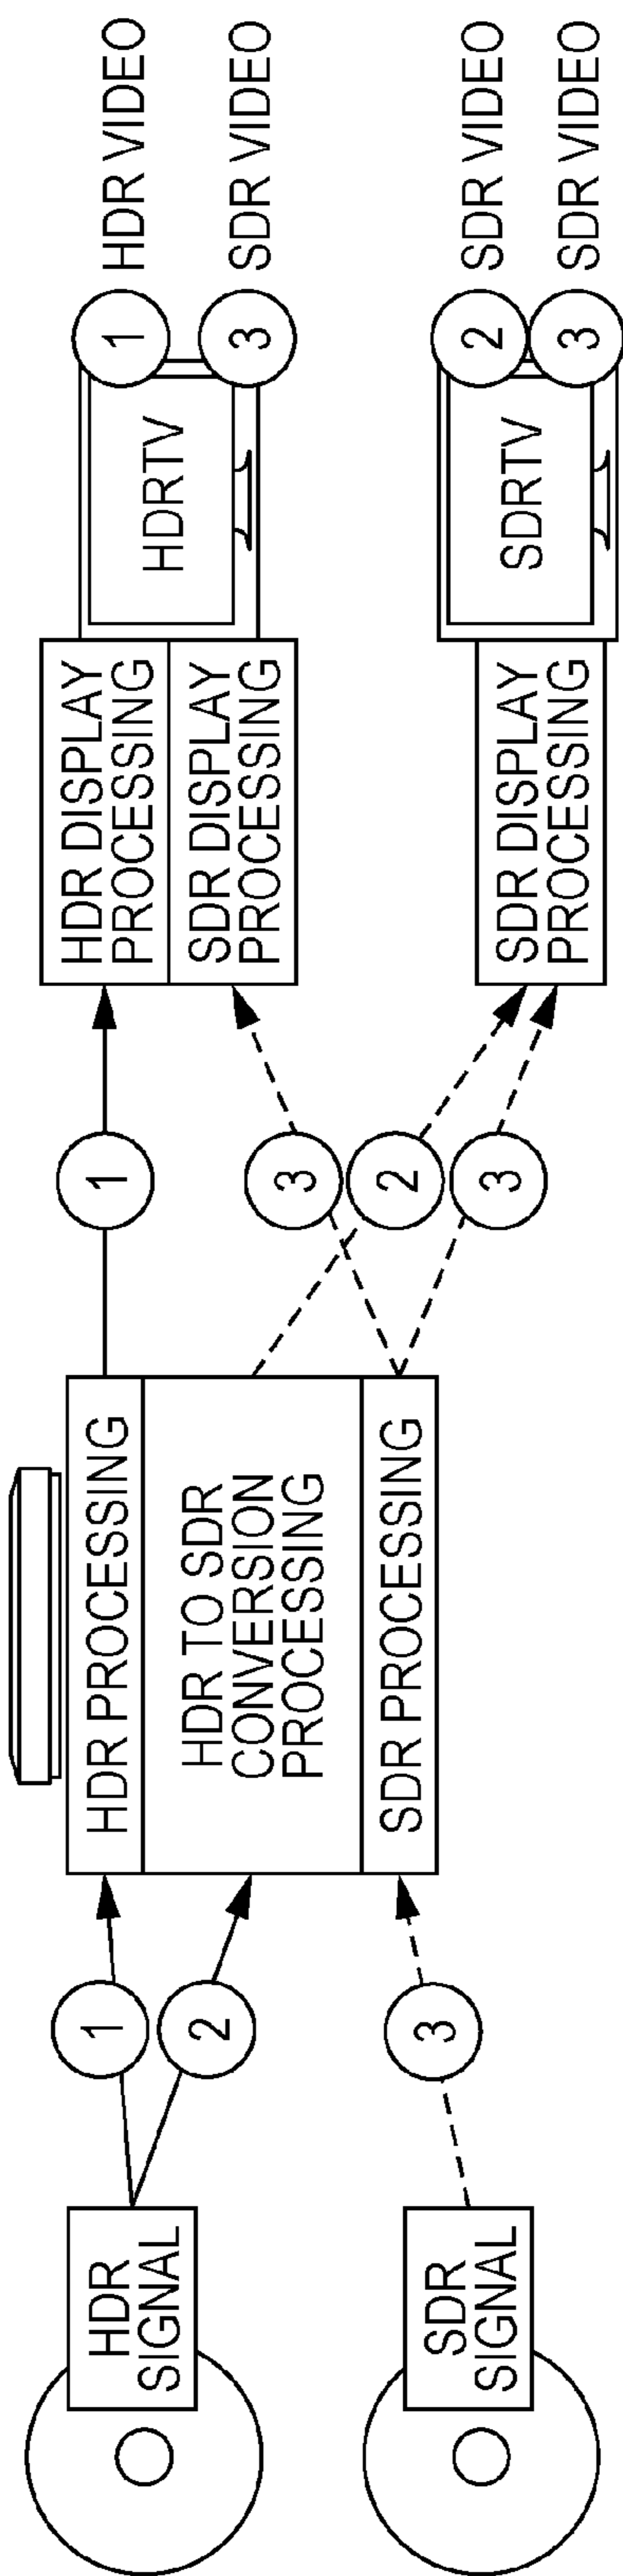 HDR
SIGNAL
SDR
SIGNAL
1
2
3
HDR PROCESSING
HDR TO SDR
CONVERSION
PROCESSING
SDR PROCESSING
1
3
2
3
HDR DISPLAY
PROCESSING
SDR DISPLAY
PROCESSING
SDR DISPLAY
PROCESSING
HDRTV
SDRTV
1
HDR VIDEO
3
SDR VIDEO
2
SDR VIDEO
3
SDR VIDEO